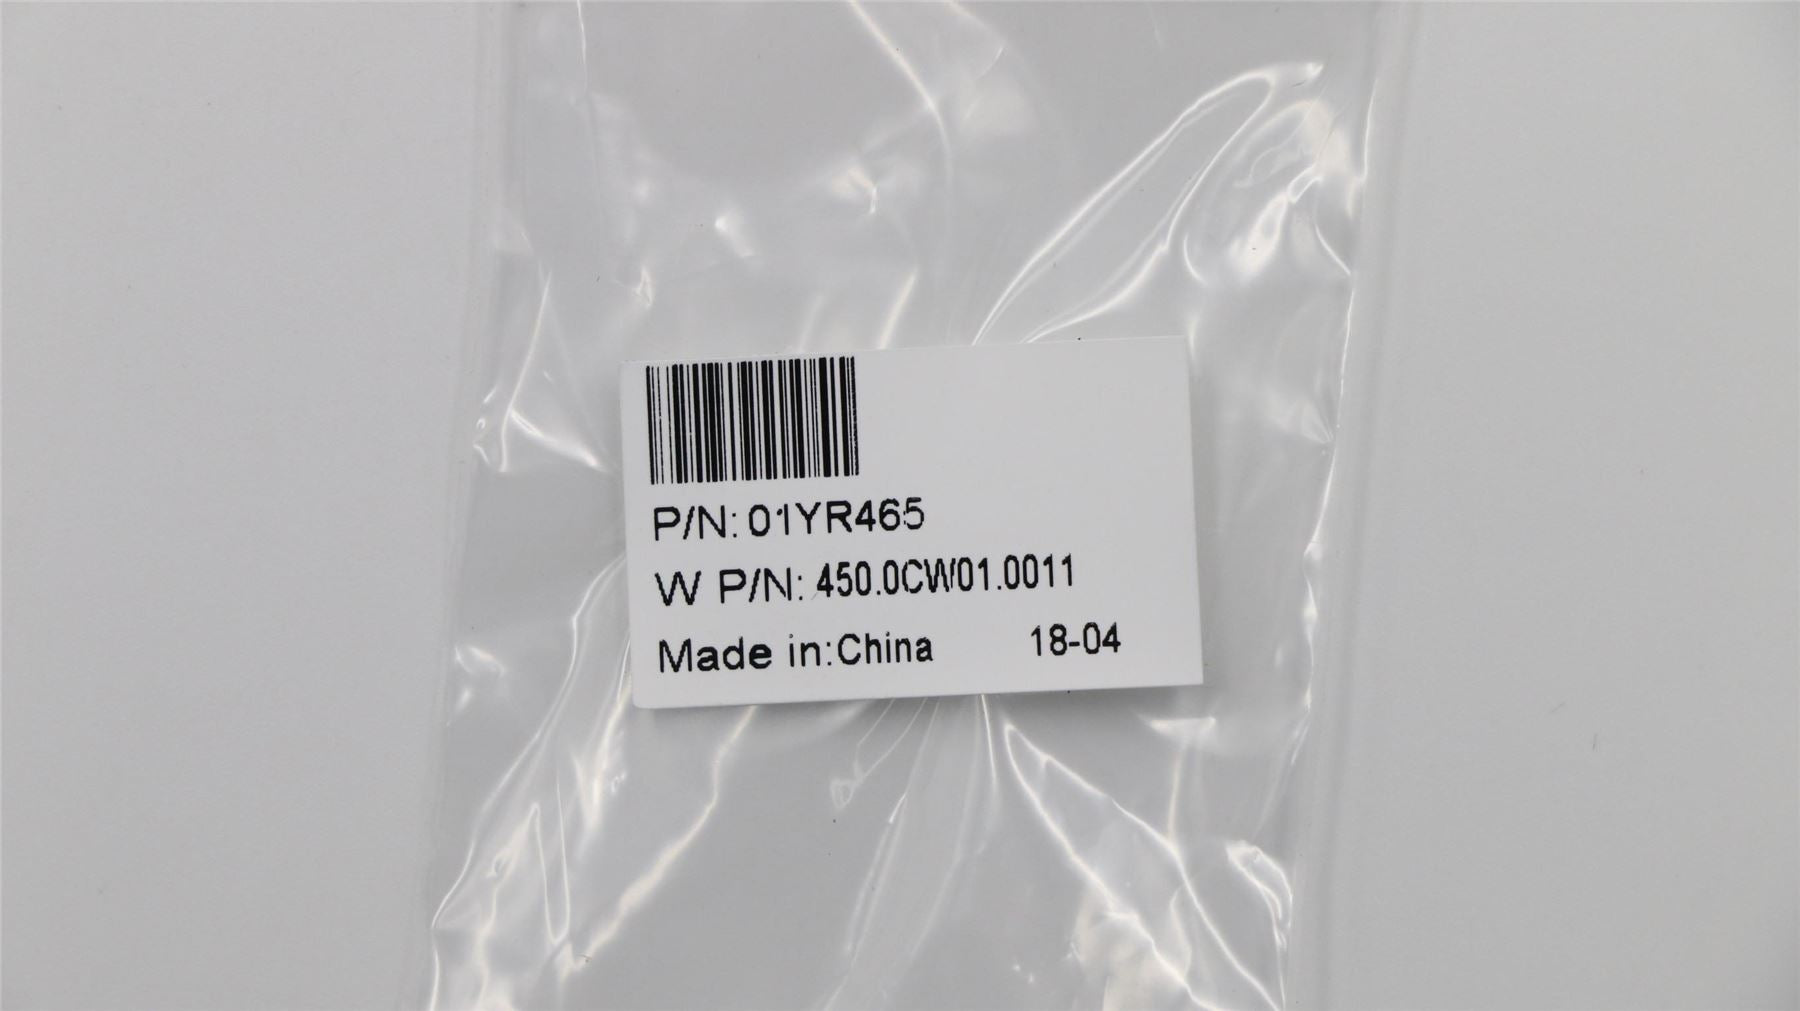 P/N: 01YR465
W P/N: 450.0CW01.0011
Made in:China 18-04